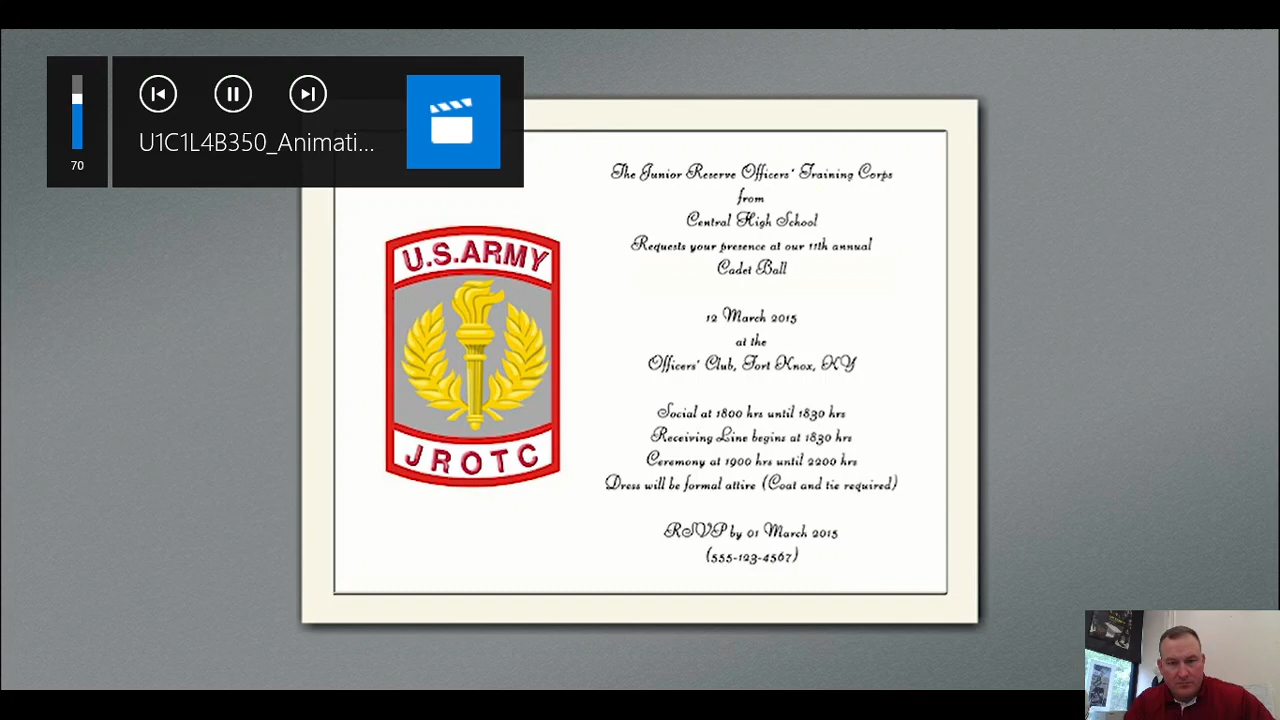 70
U1C1L4B350_Animati...
The Junior Reserve Officers' Training Corps
from
Central High School
Requests your presence at our 11th annual
Cadet Ball
12 March 2015
at the
Officers' Club, Fort Knox, KY
Social at 1800 hrs until 1830 hrs
Receiving Line begins at 1830 hrs
Ceremony at 1900 hrs until 2200 hrs
Dress will be formal attire (Coat and tie required)
RSVP by 01 March 2015
(555-123-4567)
U.S.ARMY
JROTC